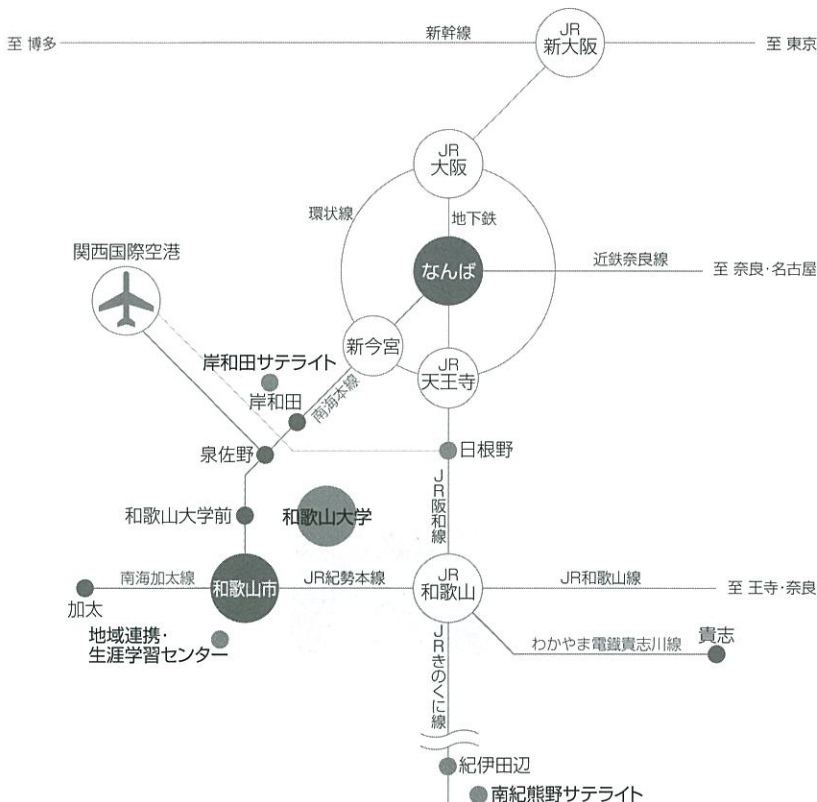 至 博多
新幹線
JR
新大阪
至 東京
JR
大阪
環状線
地下鉄
関西国際空港
なんば
近鉄奈良線
至 奈良・名古屋
新今宮
岸和田サテライト
岸和田
南海本線
JR
天王寺
泉佐野
日根野
JR阪和線
和歌山大学前
和歌山大学
南海加太線
和歌山市
JR紀勢本線
JR
和歌山
JR和歌山線
至 王寺・奈良
加太
地域連携・
生涯学習センター
わかやま電鐵貴志川線
貴志
JRきのくに線
紀伊田辺
南紀熊野サテライト